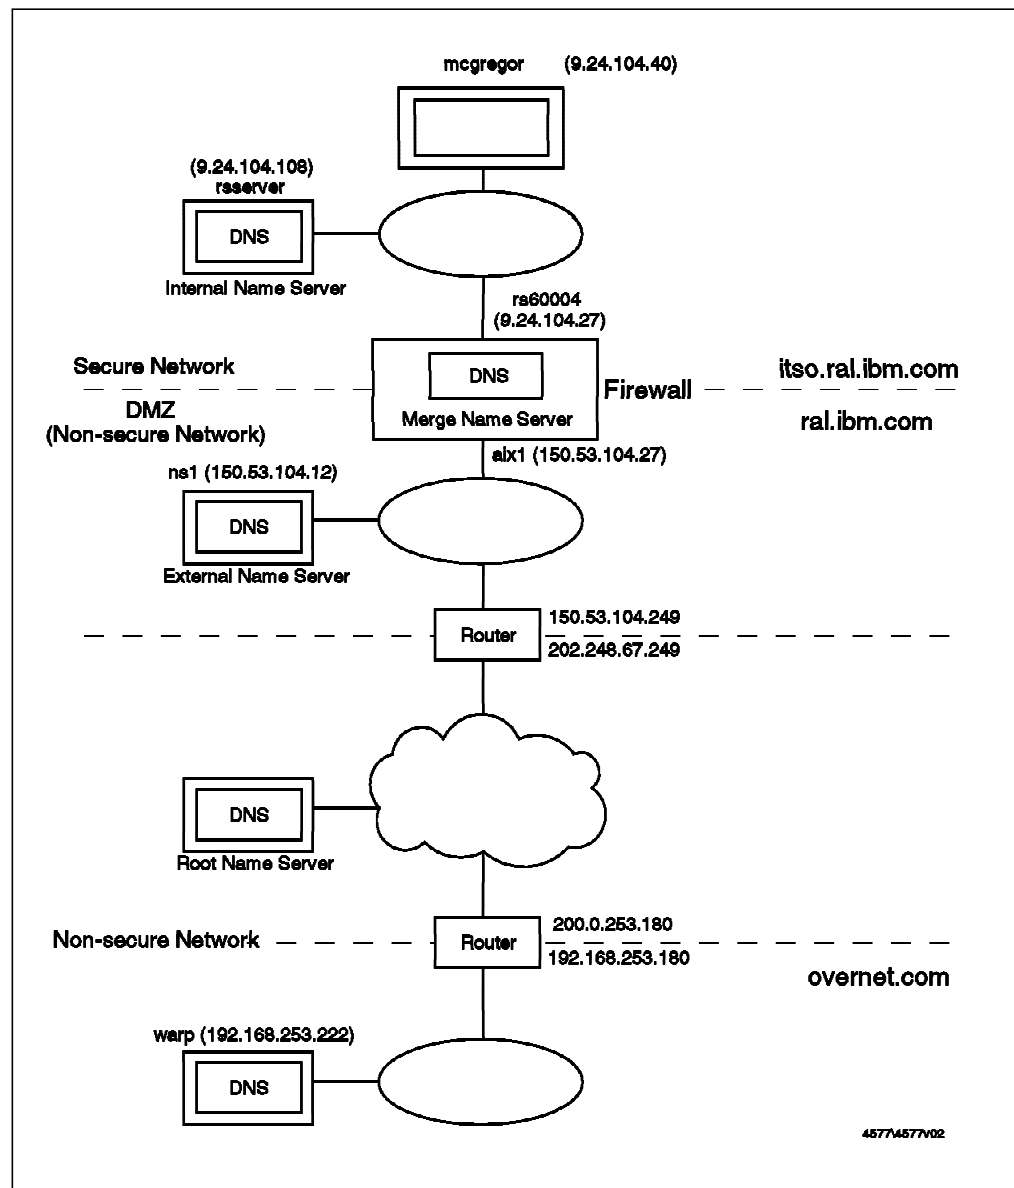 mcgregor (9.24.104.40)
(9.24.104.108)
rsserver
DNS
Internal Name Server
rs60004
(9.24.104.27)
Secure Network
DNS
Firewall
itso.ral.ibm.com
DMZ
(Non-secure Network)
Merge Name Server
ral.ibm.com
aix1 (150.53.104.27)
ns1 (150.53.104.12)
DNS
External Name Server
Router
150.53.104.249
202.248.67.249
DNS
Root Name Server
Non-secure Network
Router
200.0.253.180
192.168.253.180
overnet.com
warp (192.168.253.222)
DNS
4577\4577V02